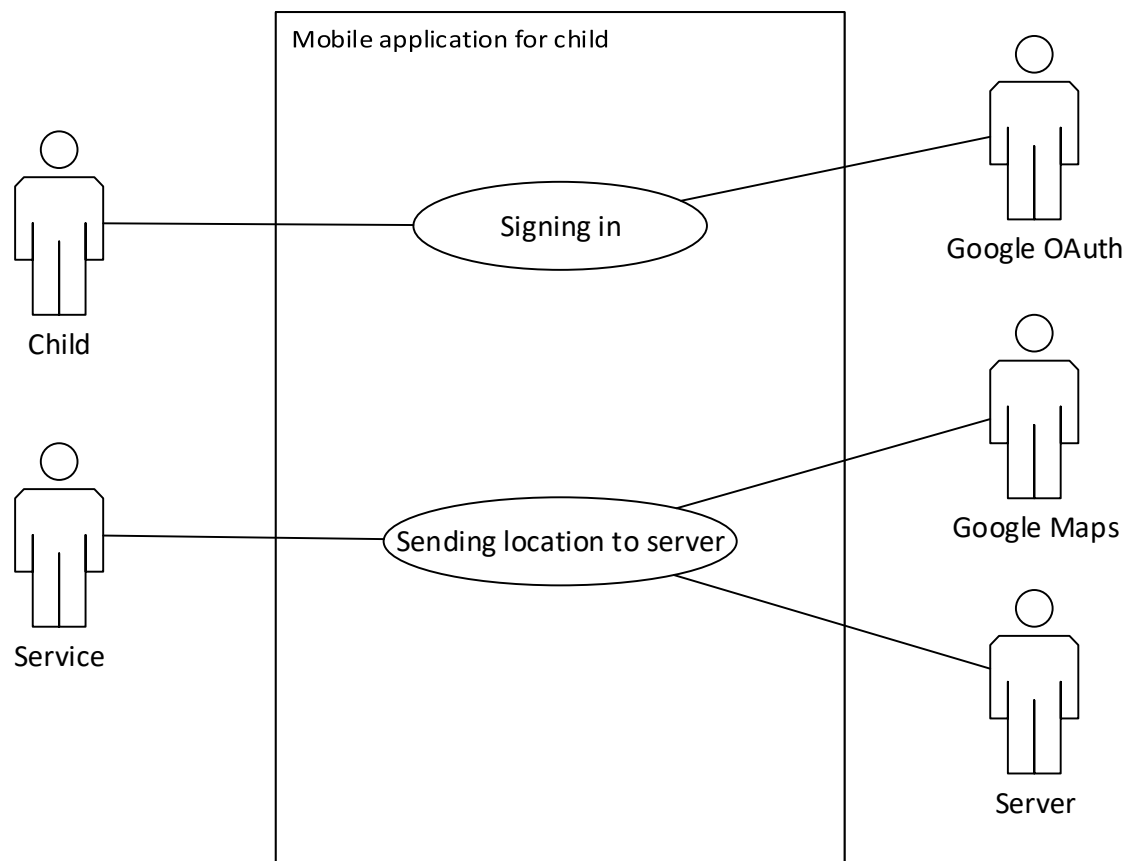 Mobile application for child
Signing in
Google OAuth
Child
Google Maps
Sending location to server
Service
Server